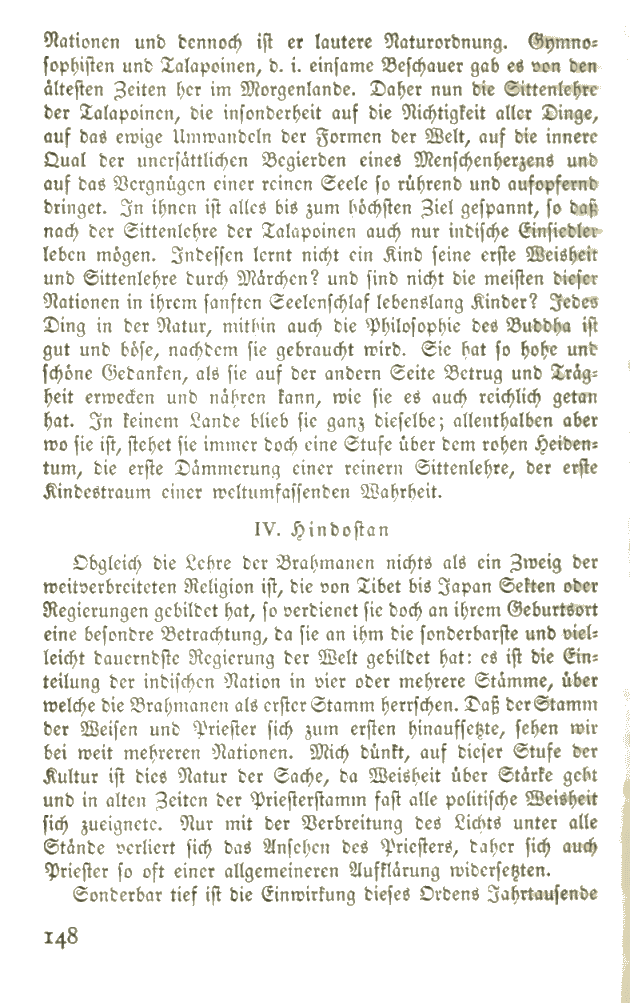 Nationen und dennoch ist er lautere Naturordnung. Gymno-
sophisten und Talapoinen, d. i. einsame Beschauer gab es von den
ältesten Zeiten her im Morgenlande. Daher nun die Sittenlehre
der Talapoinen, die insonderheit auf die Nichtigkeit aller Dinge,
auf das ewige Umwandeln der Formen der Welt, auf die innere
Qual der unersättlichen Begierden eines Menschenherzens und
auf das Vergnügen einer reinen Seele so rührend und aufopfernd
dringet. In ihnen ist alles bis zum höchsten Ziel gespannt, so daß
nach der Sittenlehre der Talapoinen auch nur indische Einsiedler
leben mögen. Indessen lernt nicht ein Kind seine erste Weisheit
und Sittenlehre durch Märchen? und sind nicht die meisten dieser
Nationen in ihrem sanften Seelenschlaf lebenslang Kinder? Jedes
Ding in der Natur, mithin auch die Philosophie des Buddha ist
gut und böse, nachdem sie gebraucht wird. Sie hat so hohe und
schöne Gedanken, als sie auf der andern Seite Betrug und Träg-
heit erwecken und nähren kann, wie sie es auch reichlich getan
hat. In keinem Lande blieb sie ganz dieselbe; allenthalben aber
wo sie ist, stehet sie immer doch eine Stufe über dem rohen Heiden-
tum, die erste Dämmerung einer reinern Sittenlehre, der erste
Kindestraum einer weltumfassenden Wahrheit.
IV. Hindostan
Obgleich die Lehre der Brahmanen nichts als ein Zweig der
weitverbreiteten Religion ist, die von Tibet bis Japan Sekten oder
Regierungen gebildet hat, so verdienet sie doch an ihrem Geburtsort
eine besondre Betrachtung, da sie an ihm die sonderbarste und viel-
leicht dauerndste Regierung der Welt gebildet hat: es ist die Ein-
teilung der indischen Nation in vier oder mehrere Stämme, über
welche die Brahmanen als erster Stamm herrschen. Daß der Stamm
der Weisen und Priester sich zum ersten hinaufsetzte, sehen wir
bei weit mehreren Nationen. Mich dünkt, auf dieser Stufe der
Kultur ist dies Natur der Sache, da Weisheit über Stärke geht
und in alten Zeiten der Priesterstamm fast alle politische Weisheit
sich zueignete. Nur mit der Verbreitung des Lichts unter alle
Stände verliert sich das Ansehen des Priesters, daher sich auch
Priester so oft einer allgemeineren Aufklärung widersetzten.
Sonderbar tief ist die Einwirkung dieses Ordens Jahrtausende
148